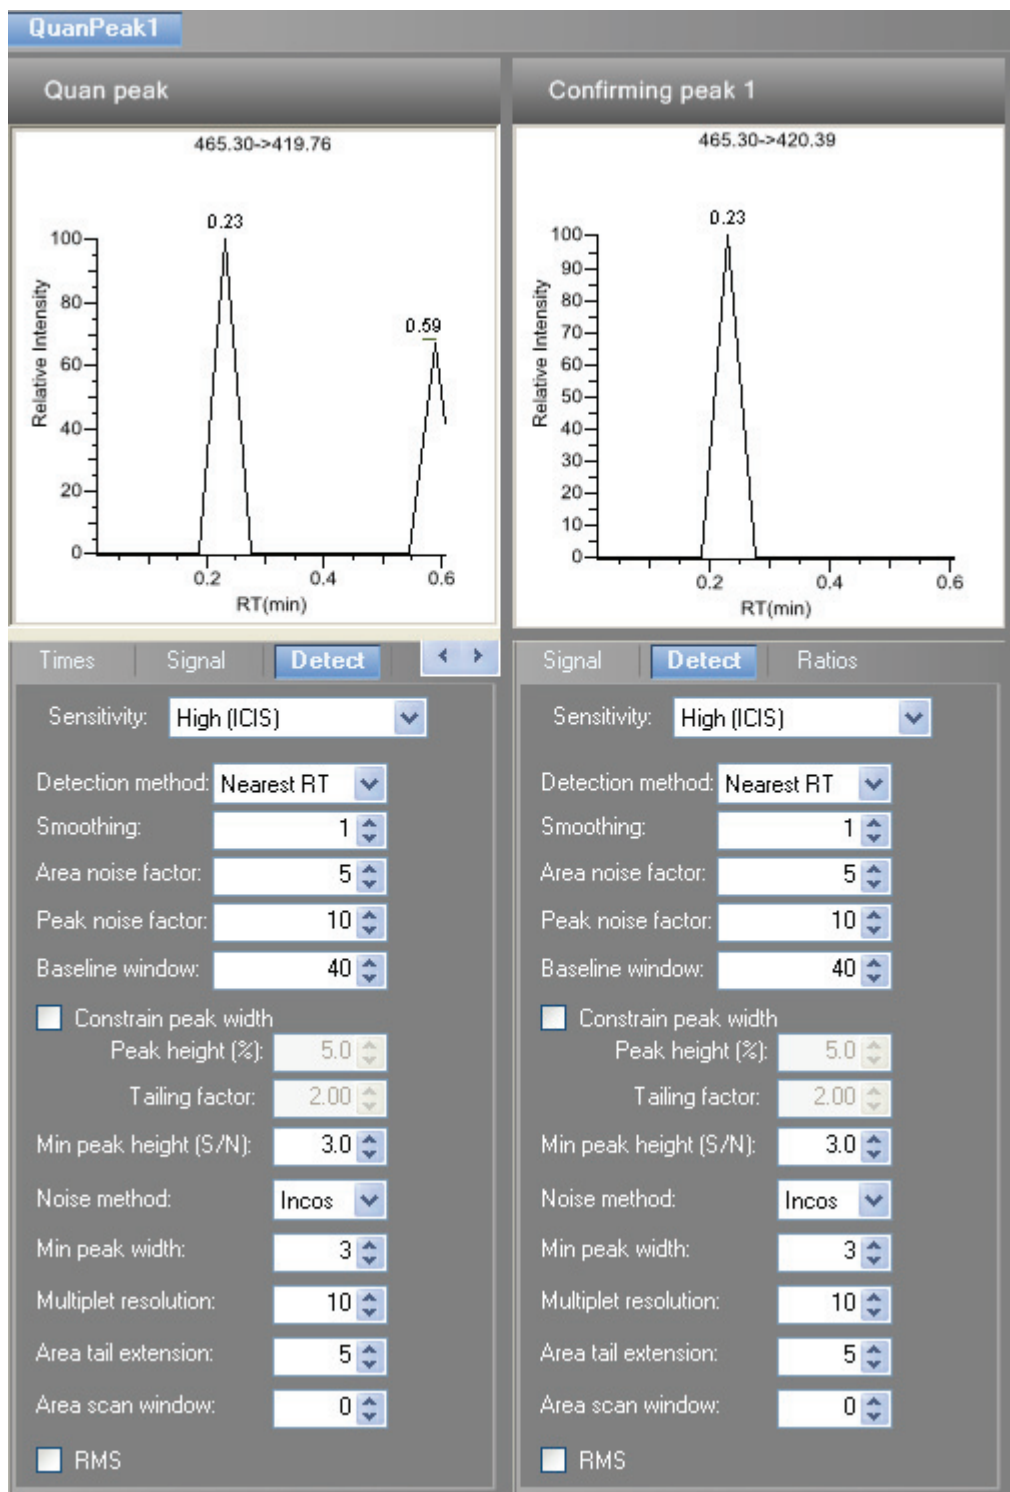 QuanPeak1
Quan peak
465.30->419.76
0.23
0.59
100
80
60
40
20
0
Relative Intensity
0.2 0.4 0.6
RT(min)
Times Signal Detect
Sensitivity: High (ICIS)
Detection method: Nearest RT
Smoothing: 1
Area noise factor: 5
Peak noise factor: 10
Baseline window: 40
Constrain peak width
Peak height (%): 5.0
Tailing factor: 2.00
Min peak height (S/N): 3.0
Noise method: Incos
Min peak width: 3
Multiplet resolution: 10
Area tail extension: 5
Area scan window: 0
RMS
Confirming peak 1
465.30->420.39
0.23
100
90
80
70
60
50
40
30
20
10
0
Relative Intensity
0.2 0.4 0.6
RT(min)
Signal Detect Ratios
Sensitivity: High (ICIS)
Detection method: Nearest RT
Smoothing: 1
Area noise factor: 5
Peak noise factor: 10
Baseline window: 40
Constrain peak width
Peak height (%): 5.0
Tailing factor: 2.00
Min peak height (S/N): 3.0
Noise method: Incos
Min peak width: 3
Multiplet resolution: 10
Area tail extension: 5
Area scan window: 0
RMS